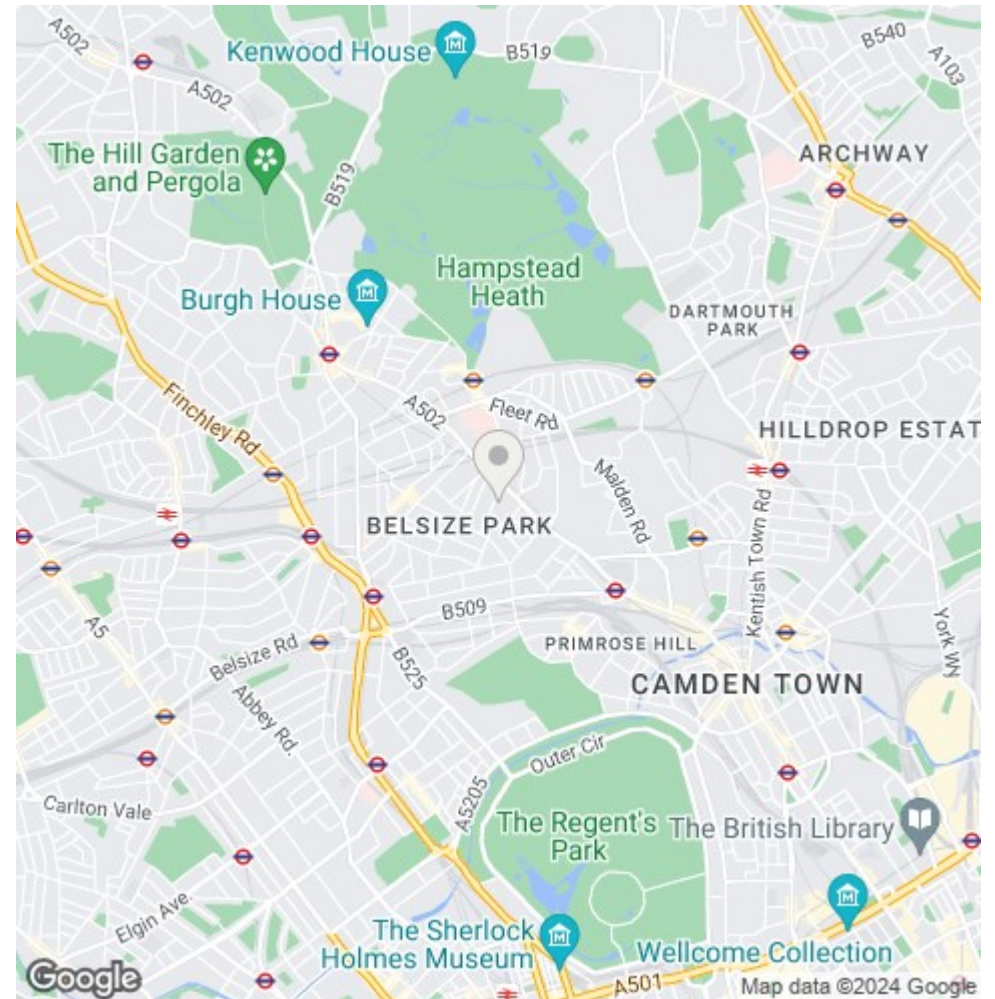 A502
Kenwood House
B519
B540
A103
A502
The Hill Garden
and Pergola
B519
ARCHWAY
Hampstead
Heath
Burgh House
DARTMOUTH
PARK
A502
Fleet Rd
Finchley Rd
HILLDROP ESTAT
Malden Rd
BELSIZE PARK
Kentish Town Rd
B509
A5
Belsize Rd
PRIMROSE HILL
York Wy
B525
Abbey Rd.
CAMDEN TOWN
Outer Cir
A5205
Carlton Vale
The Regent's
Park
The British Library
Elgin Ave.
The Sherlock
Holmes Museum
Wellcome Collection
A501
Google
Map data ©2024 Google